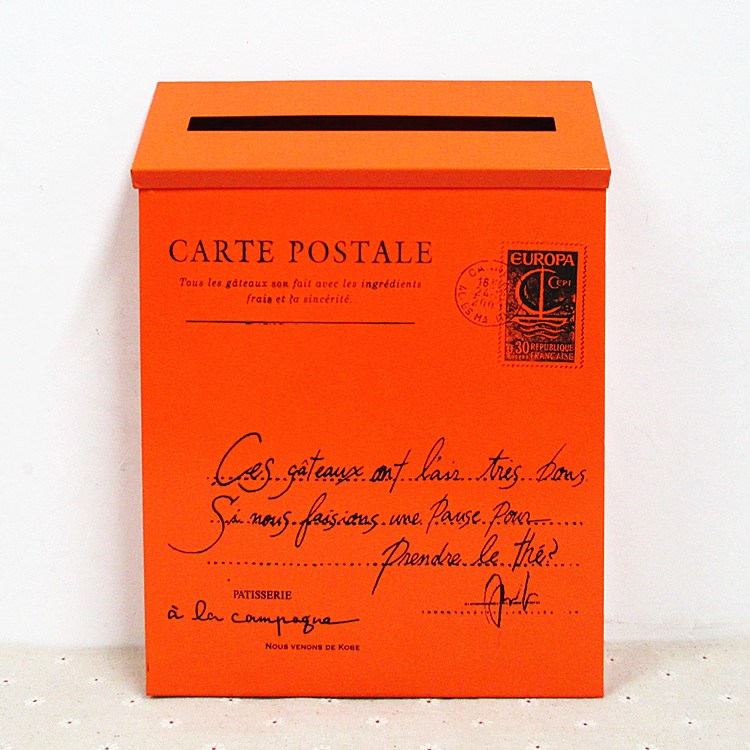 CARTE POSTALE
Tous les gâteaux son fait avec les ingrédients
frais et la sincérité.
EUROPA
CEPT
0.30 REPUBLIQUE
FRANÇAISE
Ces gâteaux ont l'air très bons
Si nous faisions une Pause Pour
Prendre le thé?
PATISSERIE
à la campagne
NOUS VENONS DE KOBE